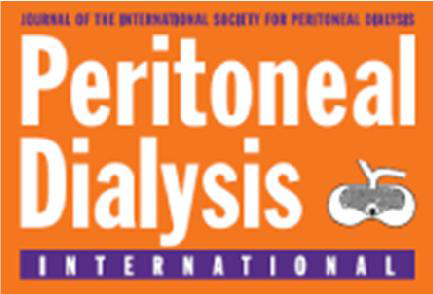 JOURNAL OF THE INTERNATIONAL SOCIETY FOR PERITONEAL DIALYSIS
Peritoneal
Dialysis
INTERNATIONAL